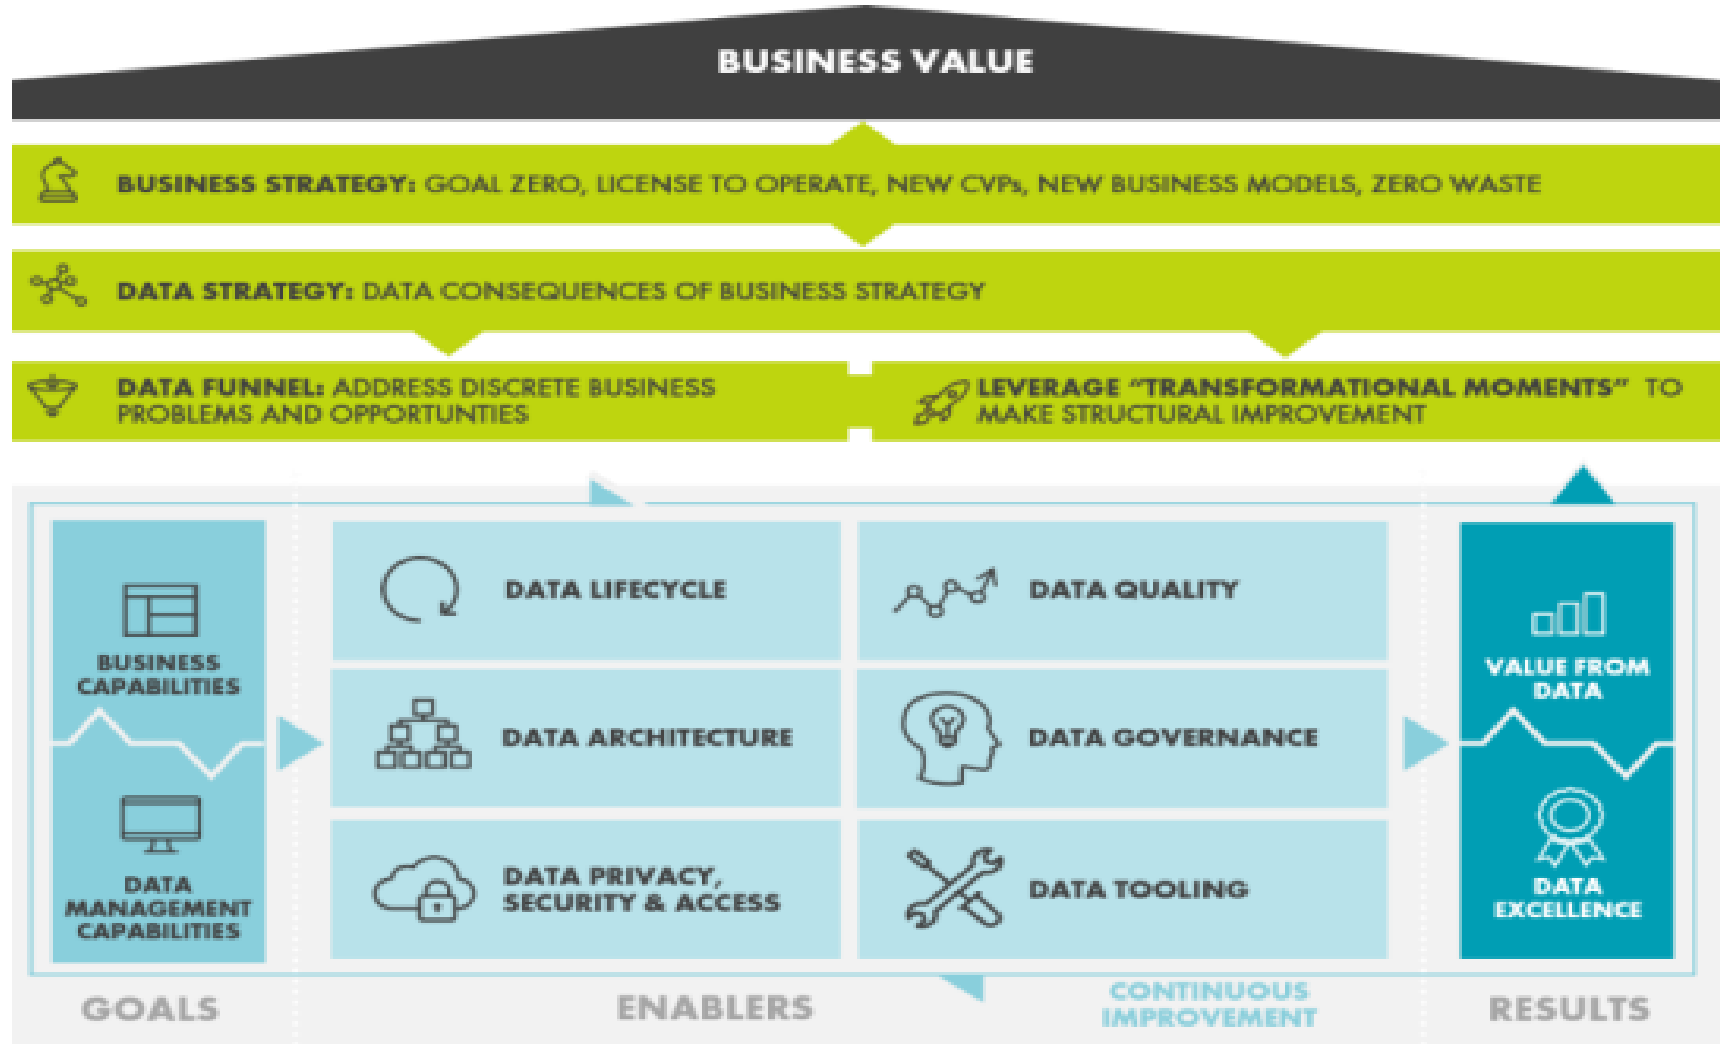 BUSINESS VALUE
BUSINESS STRATEGY: GOAL ZERO, LICENSE TO OPERATE, NEW CVPs, NEW BUSINESS MODELS, ZERO WASTE
DATA STRATEGY: DATA CONSEQUENCES OF BUSINESS STRATEGY
DATA FUNNEL: ADDRESS DISCRETE BUSINESS
PROBLEMS AND OPPORTUNTIES
LEVERAGE “TRANSFORMATIONAL MOMENTS” TO
MAKE STRUCTURAL IMPROVEMENT
BUSINESS
CAPABILITIES
DATA
MANAGEMENT
CAPABILITIES
DATA LIFECYCLE
DATA QUALITY
DATA ARCHITECTURE
DATA GOVERNANCE
DATA PRIVACY,
SECURITY & ACCESS
DATA TOOLING
VALUE FROM
DATA
DATA
EXCELLENCE
GOALS
ENABLERS
CONTINUOUS
IMPROVEMENT
RESULTS